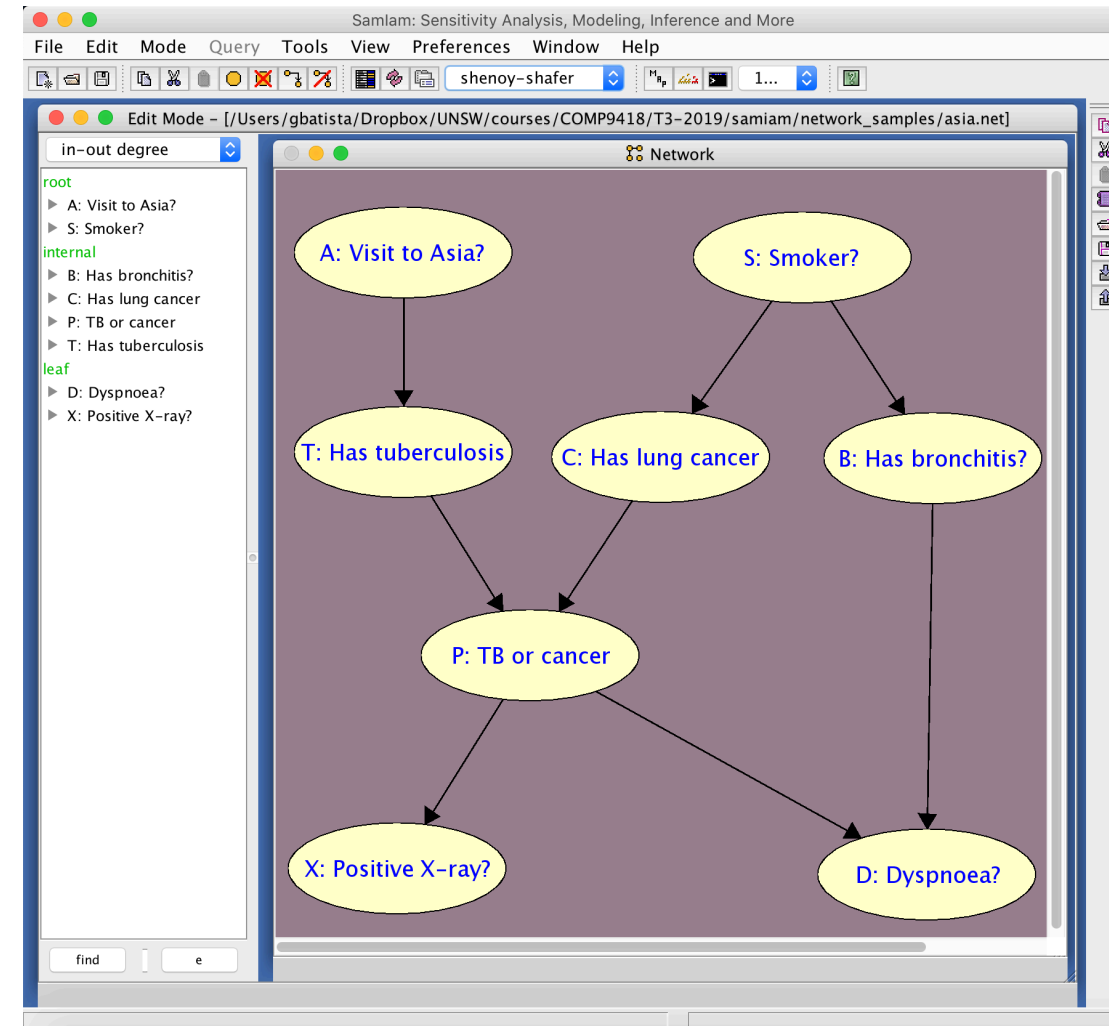 SamIam: Sensitivity Analysis, Modeling, Inference and More
File Edit Mode Query Tools View Preferences Window Help
shenoy-shafer 1...
Edit Mode – [/Users/gbatista/Dropbox/UNSW/courses/COMP9418/T3-2019/samiam/network_samples/asia.net]
in-out degree
Network
root
A: Visit to Asia?
S: Smoker?
internal
B: Has bronchitis?
C: Has lung cancer
P: TB or cancer
T: Has tuberculosis
leaf
D: Dyspnoea?
X: Positive X-ray?
A: Visit to Asia?
S: Smoker?
T: Has tuberculosis
C: Has lung cancer
B: Has bronchitis?
P: TB or cancer
X: Positive X-ray?
D: Dyspnoea?
find
e